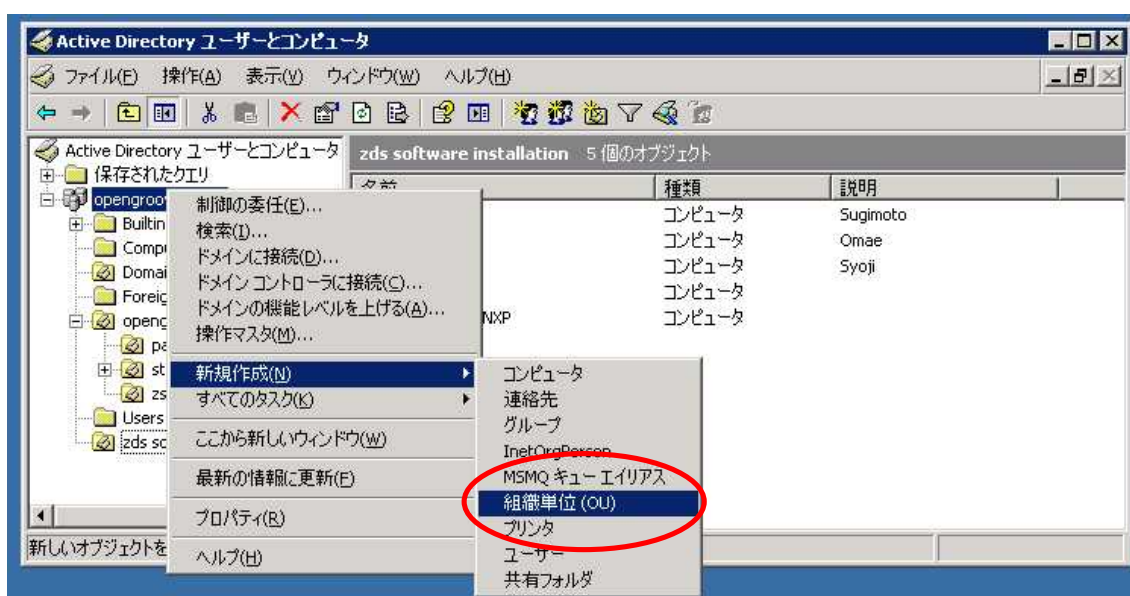 Active Directory ユーザーとコンピュータ
ファイル(F) 操作(A) 表示(V) ウィンドウ(W) ヘルプ(H)
Active Directory ユーザーとコンピュータ
zds software installation 5 個のオブジェクト
保存されたクエリ
名前 種類 説明
opengroo
Builtin
コンピュータ Sugimoto
Comp
コンピュータ Omae
Domai
コンピュータ Syoji
Foreig
コンピュータ
openg
NXP コンピュータ
pa
st
zs
Users
zds sc
新しいオブジェクトを
制御の委任(E)...
検索(I)...
ドメインに接続(D)...
ドメイン コントローラに接続(C)...
ドメインの機能レベルを上げる(A)...
操作マスタ(M)...
新規作成(N)
すべてのタスク(K)
ここから新しいウィンドウ(W)
最新の情報に更新(F)
プロパティ(R)
ヘルプ(H)
コンピュータ
連絡先
グループ
InetOrgPerson
MSMQ キュー エイリアス
組織単位 (OU)
プリンタ
ユーザー
共有フォルダ